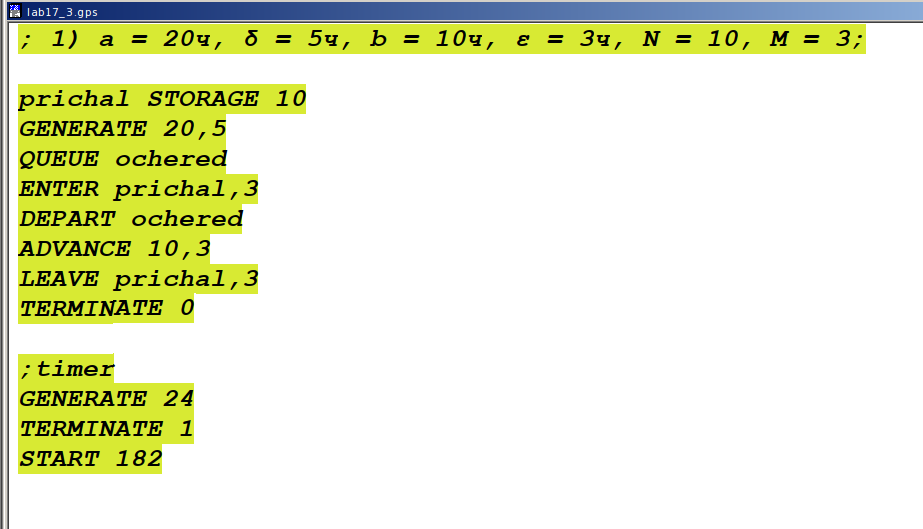 lab17_3.gps
; 1) a = 20ч, δ = 5ч, b = 10ч, ε = 3ч, N = 10, M = 3;
prichal STORAGE 10
GENERATE 20,5
QUEUE ochered
ENTER prichal,3
DEPART ochered
ADVANCE 10,3
LEAVE prichal,3
TERMINATE 0
;timer
GENERATE 24
TERMINATE 1
START 182